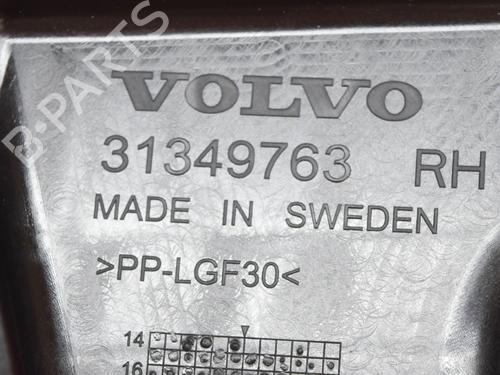 B-PARTS
VOLVO
31349763 RH
MADE IN SWEDEN
>PP-LGF30<
14
16